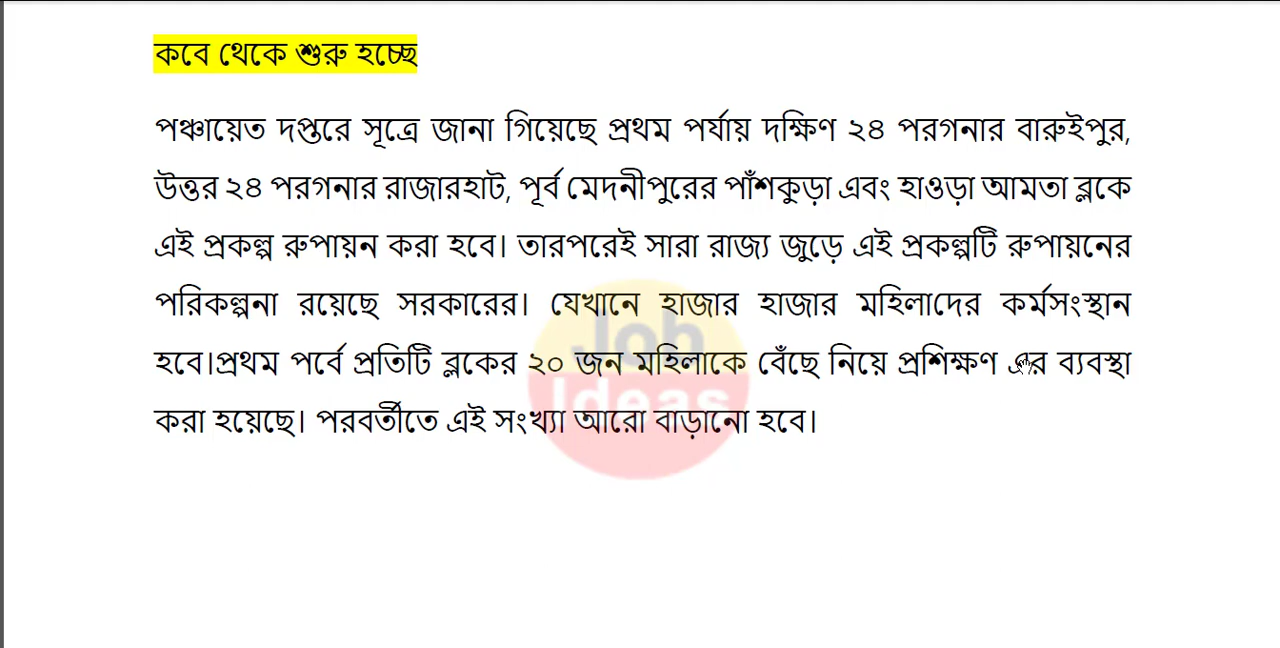 কবে থেকে শুরু হচ্ছে
পঞ্চায়েত দপ্তরে সূত্রে জানা গিয়েছে প্রথম পর্যায় দক্ষিণ ২৪ পরগনার বারুইপুর,
উত্তর ২৪ পরগনার রাজারহাট, পূর্ব মেদনীপুরের পাঁশকুড়া এবং হাওড়া আমতা ব্লকে
এই প্রকল্প রুপায়ন করা হবে। তারপরেই সারা রাজ্য জুড়ে এই প্রকল্পটি রুপায়নের
পরিকল্পনা রয়েছে সরকারের। যেখানে হাজার হাজার মহিলাদের কর্মসংস্থান
হবে।প্রথম পর্বে প্রতিটি ব্লকের ২০ জন মহিলাকে বেঁছে নিয়ে প্রশিক্ষণ এর ব্যবস্থা
করা হয়েছে। পরবর্তীতে এই সংখ্যা আরো বাড়ানো হবে।
Job
Ideas